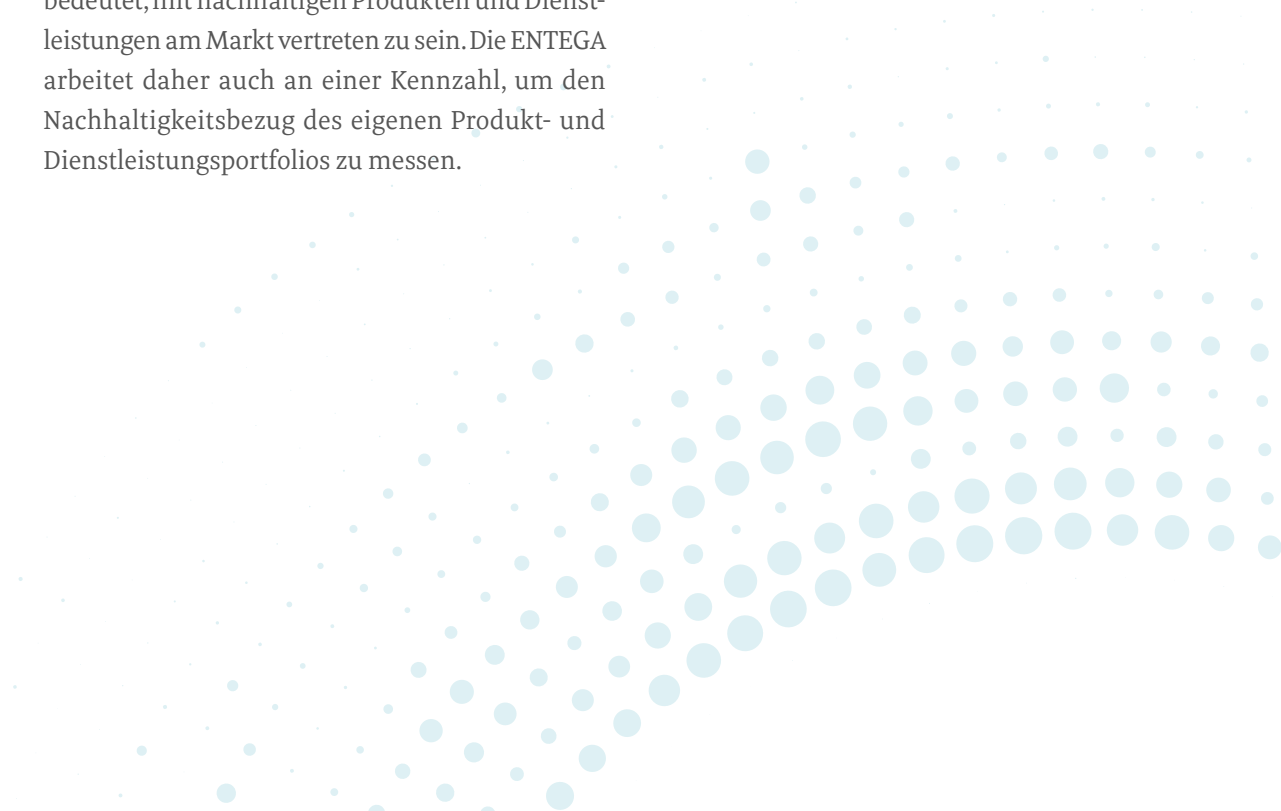 bedeutet, mit nachhaltigen Produkten und Dienst-
leistungen am Markt vertreten zu sein. Die ENTEGA
arbeitet daher auch an einer Kennzahl, um den
Nachhaltigkeitsbezug des eigenen Produkt- und
Dienstleistungsportfolios zu messen.